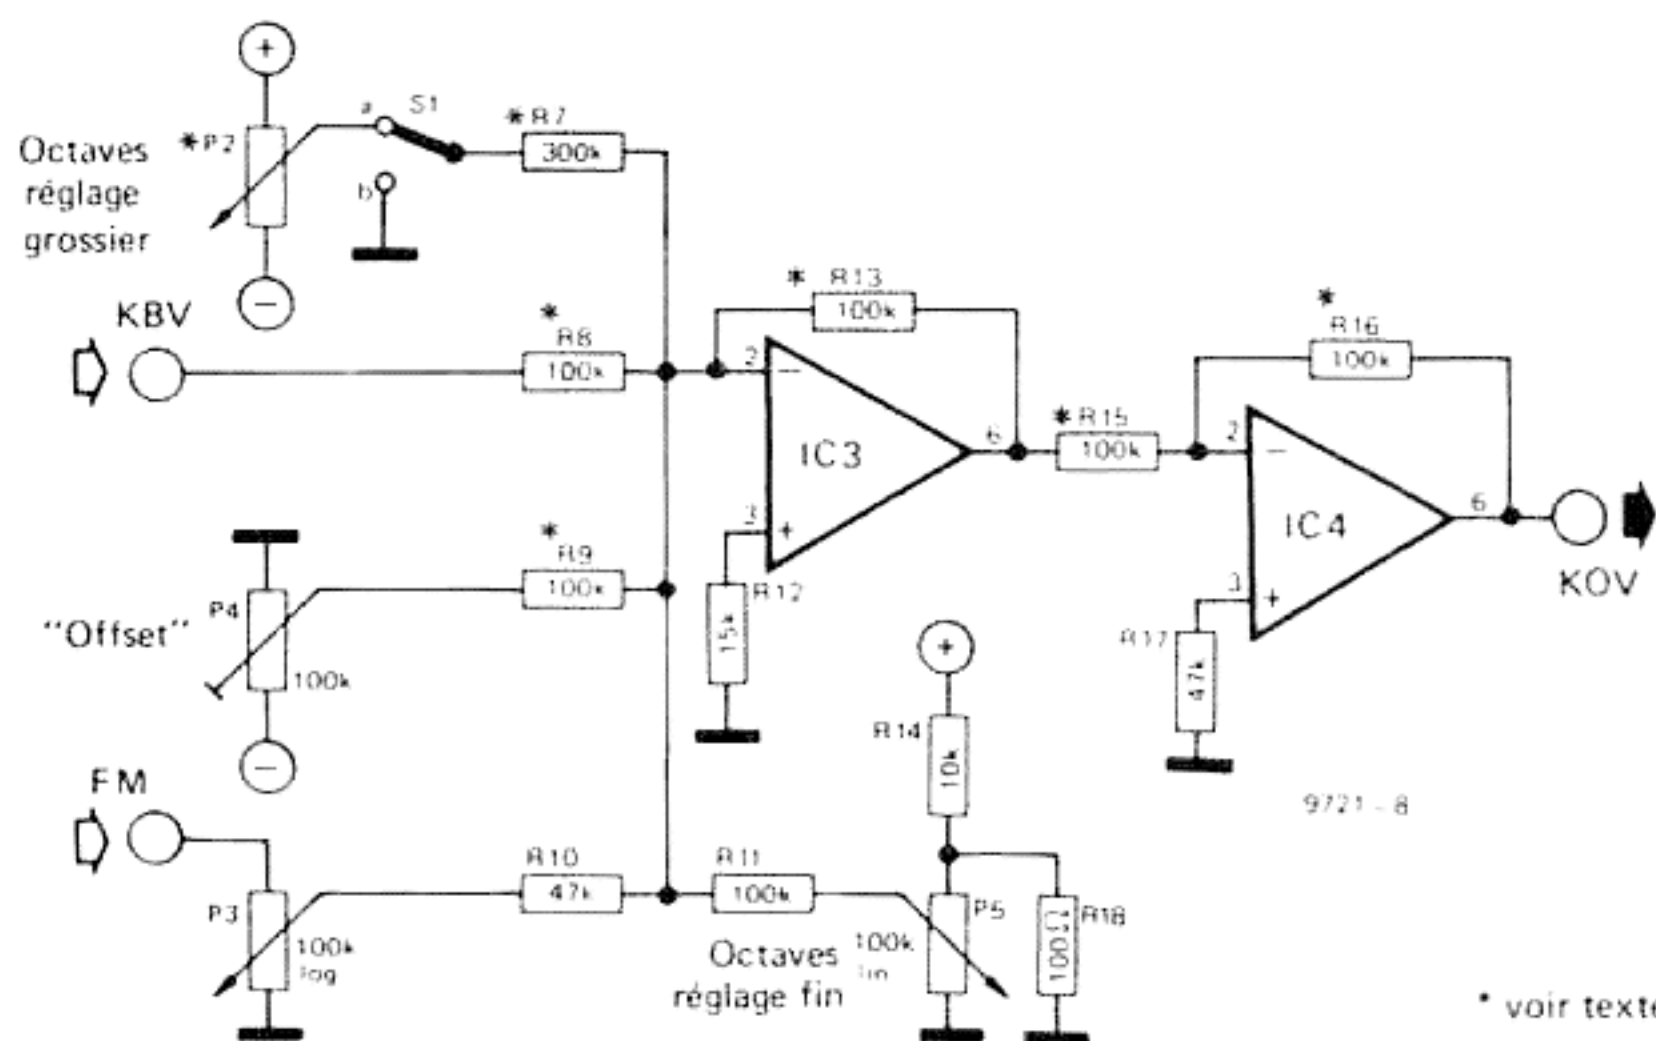 +
Octaves
réglage
grossier
*P2
a
S1
b
*R7
300k
−
KBV
*
R8
100k
* R13
100k
2
−
IC3
6
3
+
R12
15k
*R15
100k
*
R16
100k
2
−
IC4
6
3
+
KOV
R17
47k
*
R9
100k
"Offset"
P4
100k
−
FM
P3
100k
log
R10
47k
R11
100k
Octaves
réglage fin
+
R14
10k
P5
100k
lin
R18
100Ω
9721 - 8
* voir texte